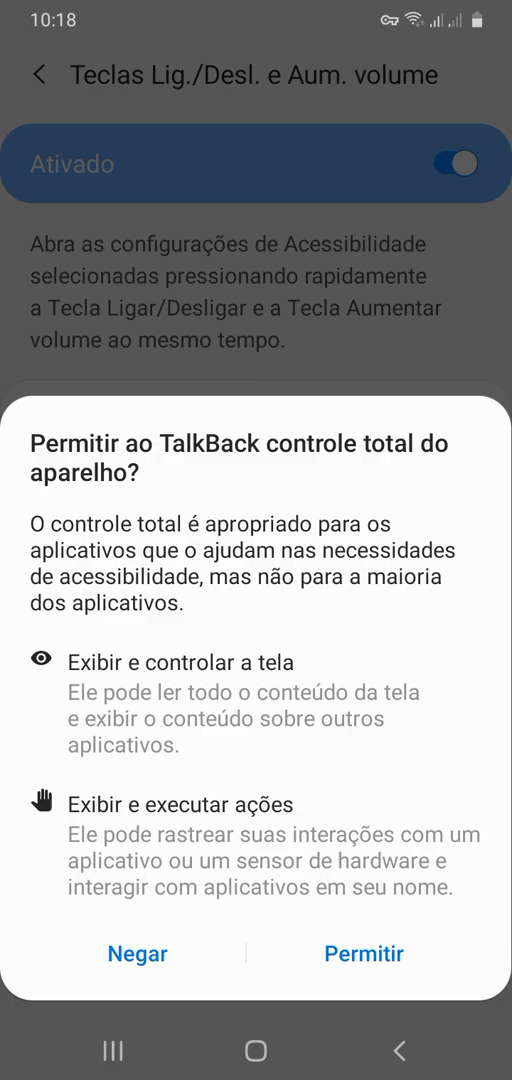 10:18
Teclas Lig./Desl. e Aum. volume
Ativado
Abra as configurações de Acessibilidade
selecionadas pressionando rapidamente
a Tecla Ligar/Desligar e a Tecla Aumentar
volume ao mesmo tempo.
Permitir ao TalkBack controle total do
aparelho?
O controle total é apropriado para os
aplicativos que o ajudam nas necessidades
de acessibilidade, mas não para a maioria
dos aplicativos.
Exibir e controlar a tela
Ele pode ler todo o conteúdo da tela
e exibir o conteúdo sobre outros
aplicativos.
Exibir e executar ações
Ele pode rastrear suas interações com um
aplicativo ou um sensor de hardware e
interagir com aplicativos em seu nome.
Negar
Permitir